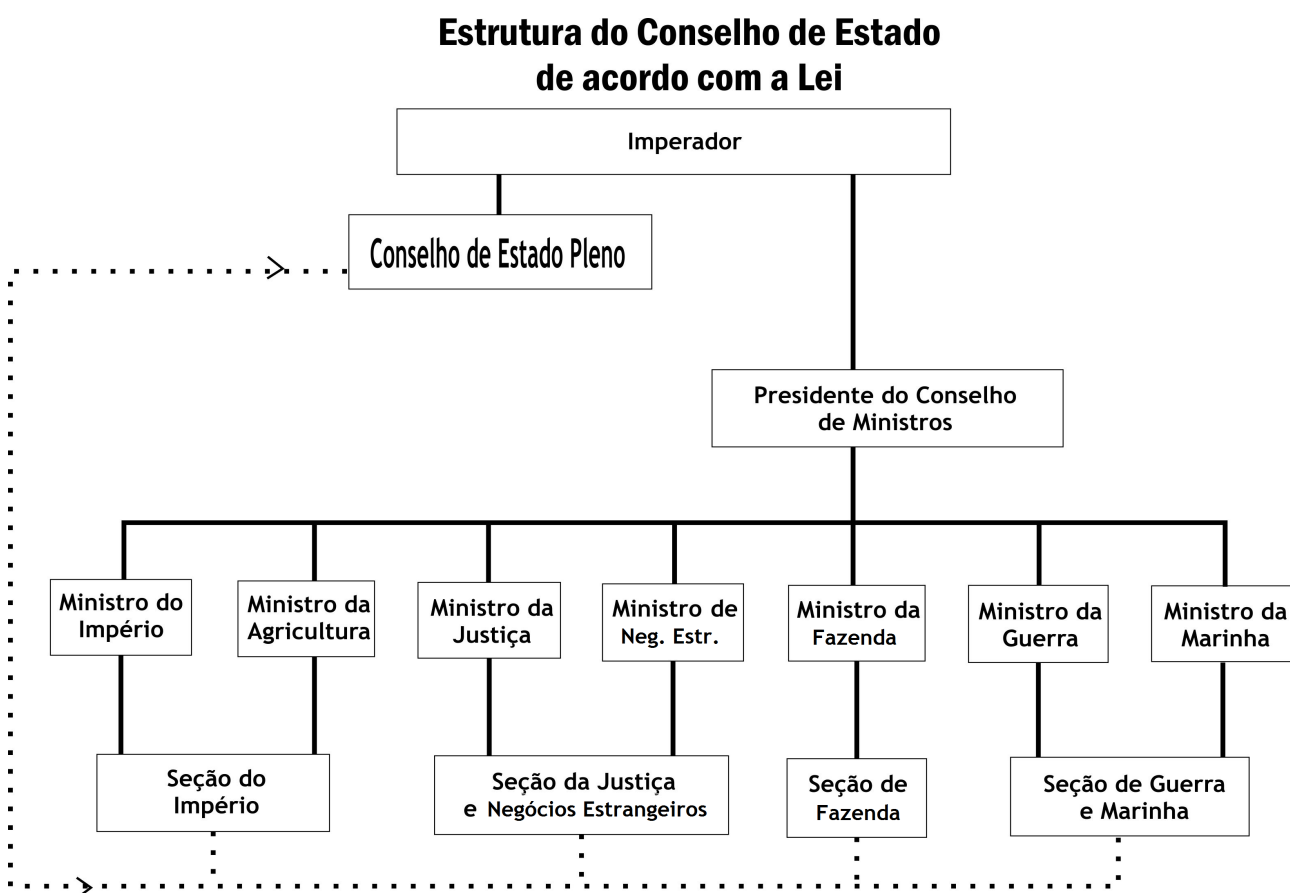 Estrutura do Conselho de Estado
de acordo com a Lei
Imperador
Conselho de Estado Pleno
Presidente do Conselho
de Ministros
Ministro do
Império
Ministro da
Agricultura
Ministro da
Justiça
Ministro de
Neg. Estr.
Ministro da
Fazenda
Ministro da
Guerra
Ministro da
Marinha
Seção do
Império
Seção da Justiça
e Negócios Estrangeiros
Seção de
Fazenda
Seção de Guerra
e Marinha